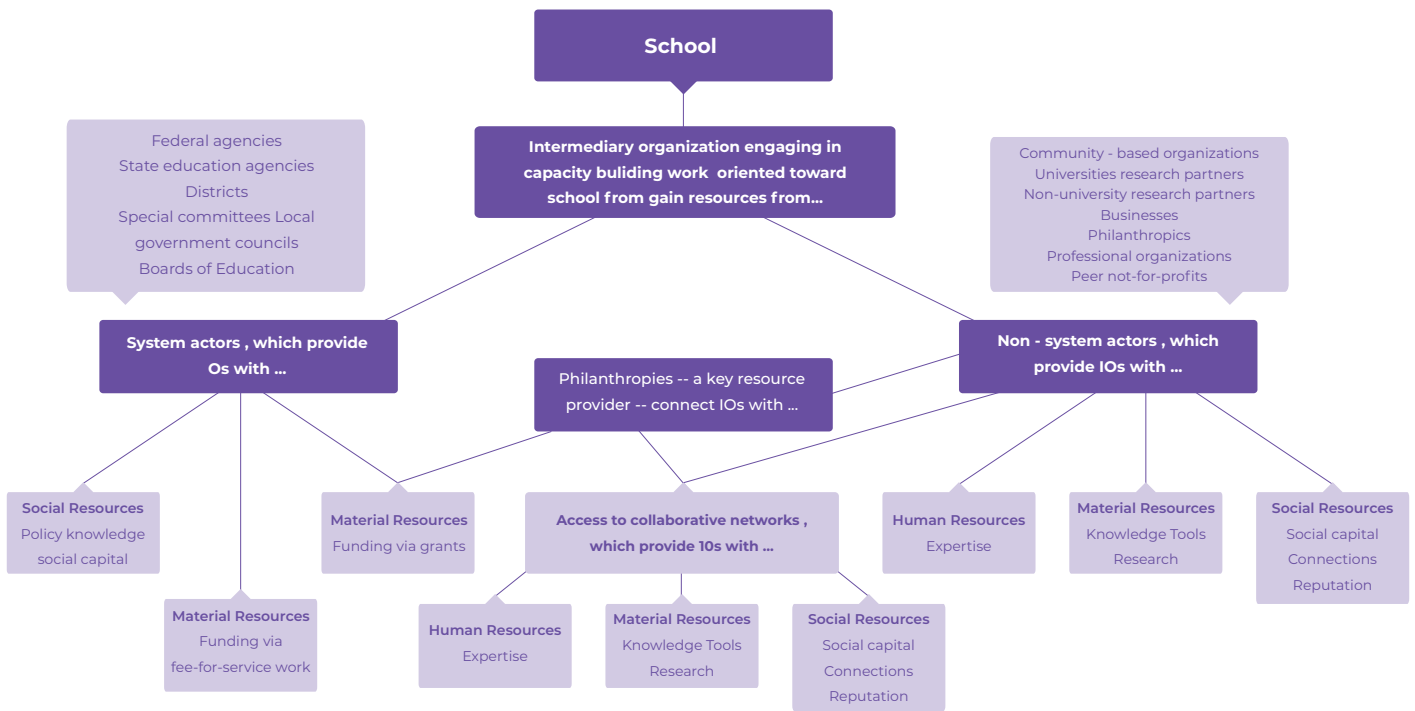 School
Intermediary organization engaging in
capacity buliding work oriented toward
school from gain resources from...
Federal agencies
State education agencies
Districts
Special committees Local
government councils
Boards of Education
Community - based organizations
Universities research partners
Non-university research partners
Businesses
Philanthropics
Professional organizations
Peer not-for-profits
System actors , which provide
Os with ...
Non - system actors , which
provide IOs with ...
Philanthropies -- a key resource
provider -- connect IOs with ...
Social Resources
Policy knowledge
social capital
Material Resources
Funding via
fee-for-service work
Material Resources
Funding via grants
Access to collaborative networks ,
which provide 10s with ...
Human Resources
Expertise
Material Resources
Knowledge Tools
Research
Social Resources
Social capital
Connections
Reputation
Human Resources
Expertise
Material Resources
Knowledge Tools
Research
Social Resources
Social capital
Connections
Reputation